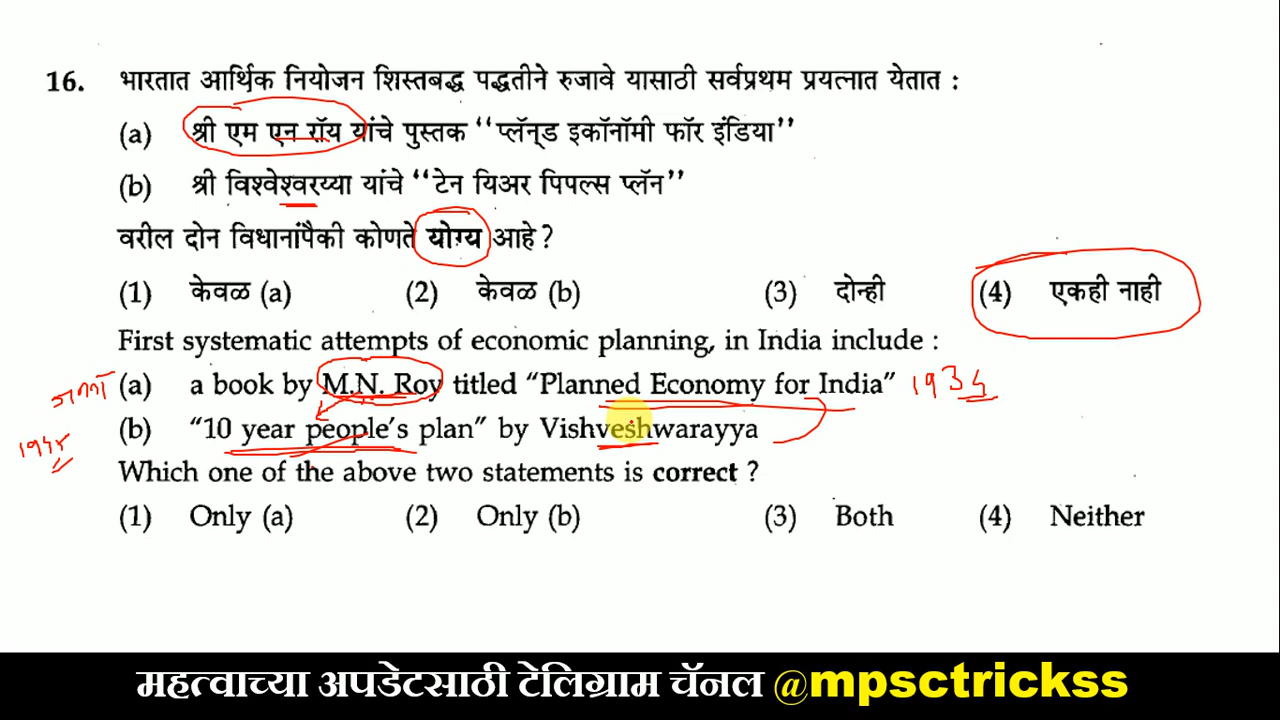 16. भारतात आर्थिक नियोजन शिस्तबद्ध पद्धतीने रुजावे यासाठी सर्वप्रथम प्रयत्नात येतात :
(a) श्री एम एन रॉय यांचे पुस्तक “प्लॅन्ड इकॉनॉमी फॉर इंडिया”
(b) श्री विश्वेश्वरय्या यांचे “टेन यिअर पिपल्स प्लॅन”
वरील दोन विधानांपैकी कोणते योग्य आहे ?
(1) केवळ (a) (2) केवळ (b) (3) दोन्ही (4) एकही नाही
First systematic attempts of economic planning, in India include :
(a) a book by M.N. Roy titled “Planned Economy for India”
(b) “10 year people’s plan” by Vishveshwarayya
Which one of the above two statements is correct ?
(1) Only (a) (2) Only (b) (3) Both (4) Neither
महत्वाच्या अपडेटसाठी टेलिग्राम चॅनल @mpsctrickss